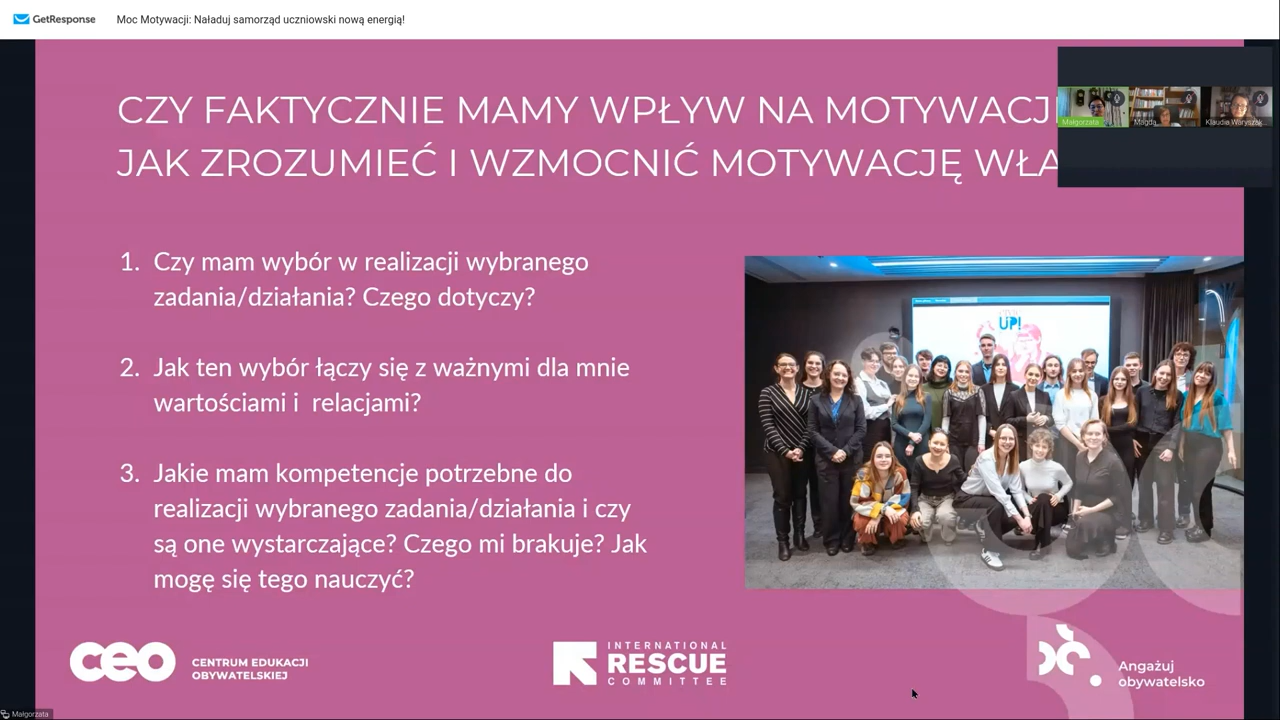 GetResponse
Moc Motywacji: Naładuj samorząd uczniowski nową energią!
CZY FAKTYCZNIE MAMY WPŁYW NA MOTYWACJ
JAK ZROZUMIEĆ I WZMOCNIĆ MOTYWACJĘ WŁA
Małgorzata
Magda
Klaudia Waryszak
1. Czy mam wybór w realizacji wybranego
zadania/działania? Czego dotyczy?
2. Jak ten wybór łączy się z ważnymi dla mnie
wartościami i relacjami?
3. Jakie mam kompetencje potrzebne do
realizacji wybranego zadania/działania i czy
są one wystarczające? Czego mi brakuje? Jak
mogę się tego nauczyć?
UP!
ceo
CENTRUM EDUKACJI
OBYWATELSKIEJ
INTERNATIONAL
RESCUE
COMMITTEE
Angażuj
obywatelsko
Małgorzata